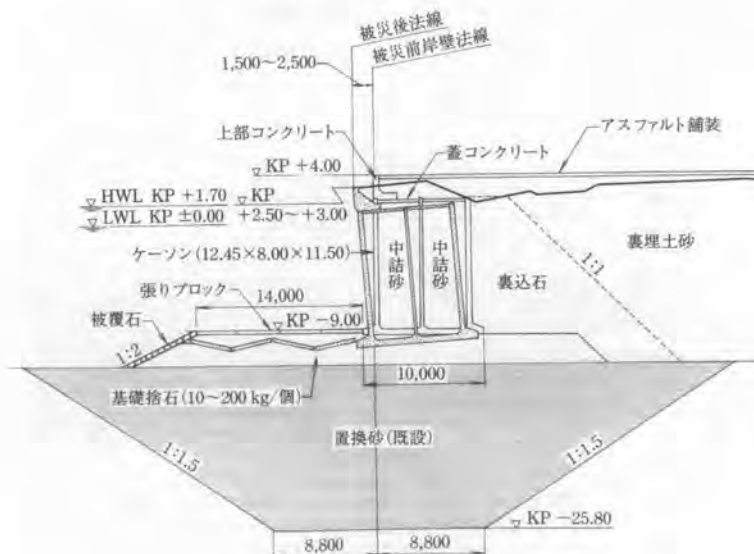 被災後法線
被災前岸壁法線
1,500~2,500
上部コンクリート
アスファルト舗装
KP +4.00
蓋コンクリート
HWL KP +1.70
KP
LWL KP ±0.00
+2.50~+3.00
裏埋土砂
ケーソン(12.45×8.00×11.50)
中詰砂
中詰砂
1:1
裏込石
張りブロック
14,000
被覆石
KP −9.00
1:2
10,000
基礎捨石(10~200 kg/個)
置換砂(既設)
1:1.5
1:1.5
KP −25.80
8,800
8,800